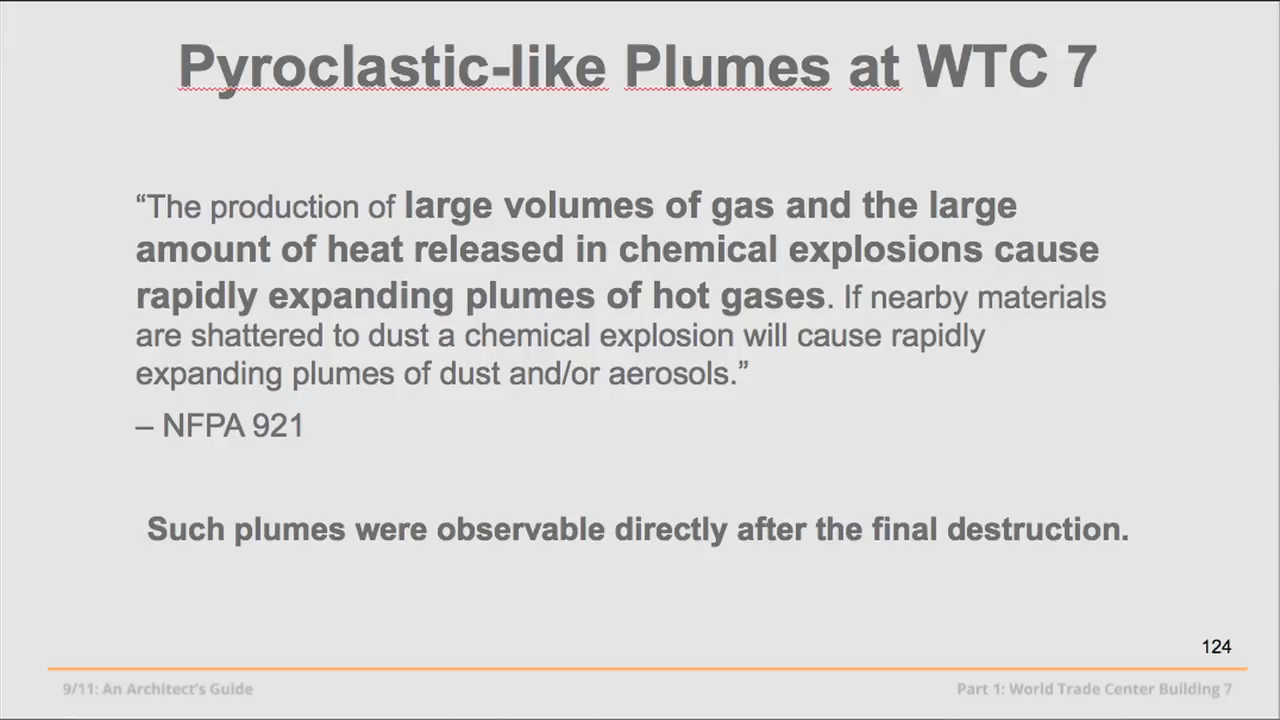 Pyroclastic-like Plumes at WTC 7
“The production of large volumes of gas and the large
amount of heat released in chemical explosions cause
rapidly expanding plumes of hot gases. If nearby materials
are shattered to dust a chemical explosion will cause rapidly
expanding plumes of dust and/or aerosols.”
– NFPA 921
Such plumes were observable directly after the final destruction.
124
9/11: An Architect's Guide
Part 1: World Trade Center Building 7